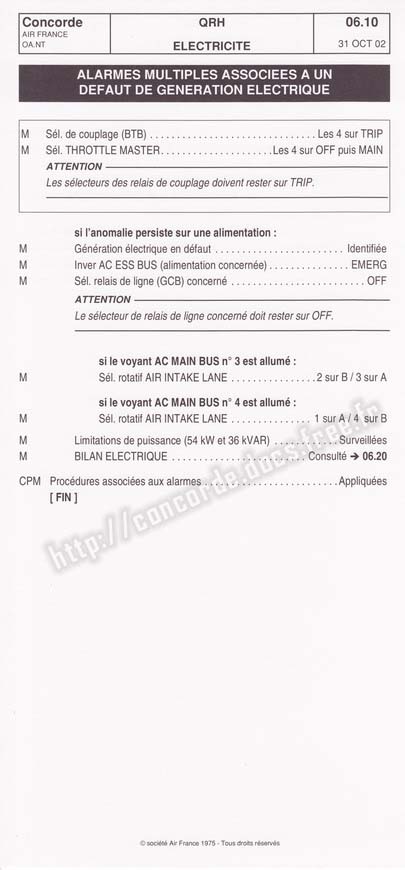 Concorde QRH 06.10
AIR FRANCE
OA.NT ELECTRICITE 31 OCT 02
ALARMES MULTIPLES ASSOCIEES A UN
DEFAUT DE GENERATION ELECTRIQUE
M Sél. de couplage (BTB) . . . . . . . . . . . . . . . . . . . . . . . . . Les 4 sur TRIP
M Sél. THROTTLE MASTER. . . . . . . . . . . . . . . . . Les 4 sur OFF puis MAIN
ATTENTION
Les sélecteurs des relais de couplage doivent rester sur TRIP.
si l'anomalie persiste sur une alimentation :
M Génération électrique en défaut . . . . . . . . . . . . . . . . . . . . Identifiée
M Inver AC ESS BUS (alimentation concernée) . . . . . . . . . . . . EMERG
M Sél. relais de ligne (GCB) concerné . . . . . . . . . . . . . . . . . . . . OFF
ATTENTION
Le sélecteur de relais de ligne concerné doit rester sur OFF.
si le voyant AC MAIN BUS n° 3 est allumé :
M Sél. rotatif AIR INTAKE LANE . . . . . . . . . . . . . 2 sur B / 3 sur A
si le voyant AC MAIN BUS n° 4 est allumé :
M Sél. rotatif AIR INTAKE LANE . . . . . . . . . . . . . 1 sur A / 4 sur B
M Limitations de puissance (54 kW et 36 kVAR) . . . . . . . . . . Surveillées
M BILAN ELECTRIQUE . . . . . . . . . . . . . . . . . . . . . Consulté ➔ 06.20
CPM Procédures associées aux alarmes . . . . . . . . . . . . . . . . . . . . Appliquées
[ FIN ]
http://concorde.docs.free.fr
© société Air France 1975 - Tous droits réservés